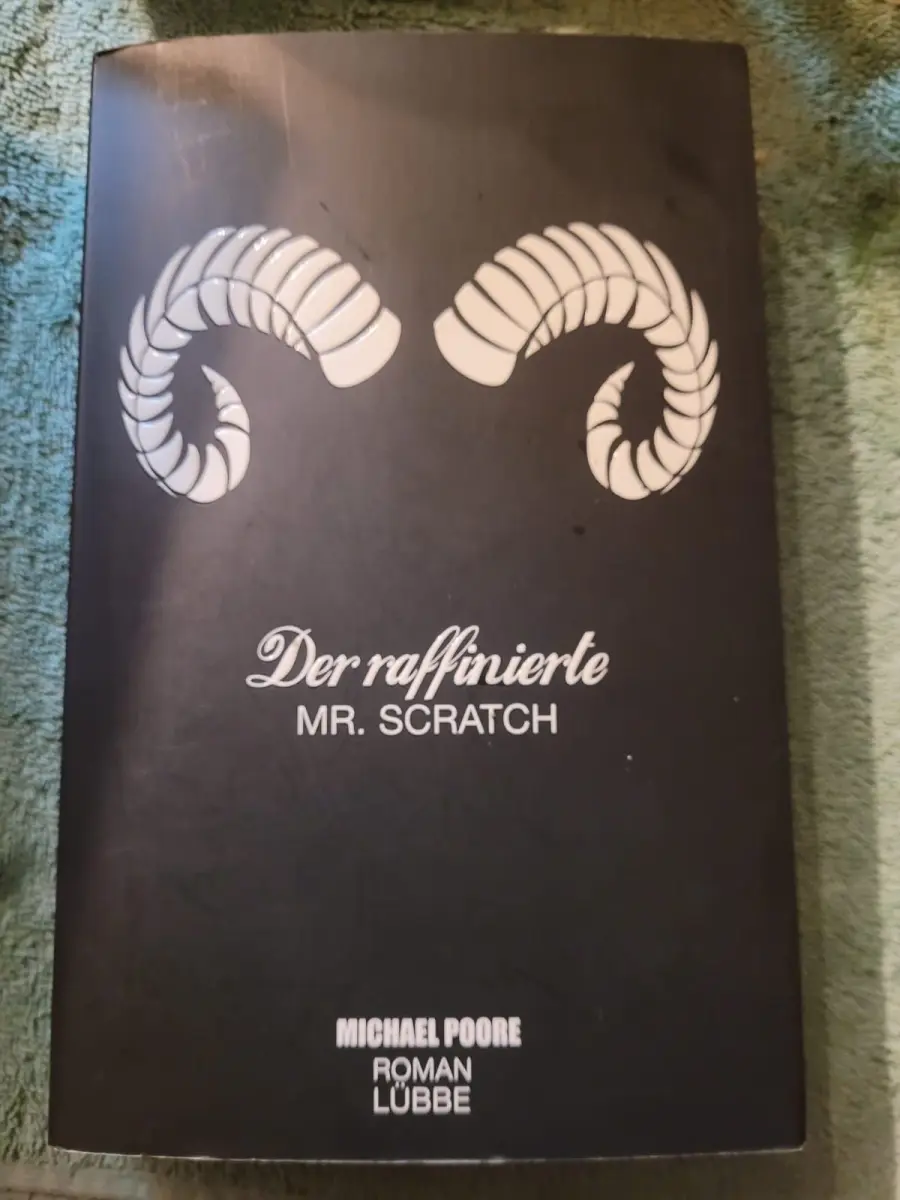 Der raffinierte
MR. SCRATCH
MICHAEL POORE
ROMAN
LÜBBE